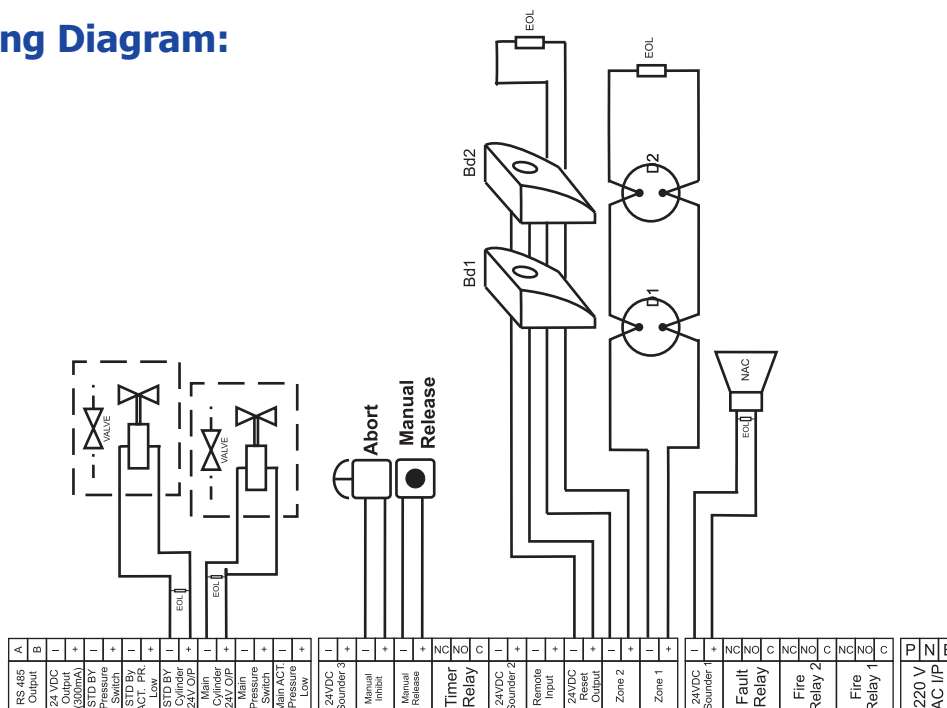 ng Diagram:
EOL
EOL
Bd2
D2
Bd1
D1
NAC
EOL
VALVE
VALVE
Abort
Manual
Release
EOL
EOL
A B – + – + – + – + – + – + – +
– + – + – + NC NO C – + – + – + – + – +
– + NC NO C NC NO C NC NO C
P N E
RS 485
Output
24 VDC
Output
(300mA)
STD BY
Pressure
Switch
STD By
ACT. PR.
Low
STD BY
Cylinder
24V O/P
Main
Cylinder
24V O/P
Main
Pressure
Switch
Main ACT.
Pressure
Low
24VDC
Sounder 3
Manual
Inhibit
Manual
Release
Timer
Relay
24VDC
Sounder 2
Remote
Input
24VDC
Reset
Output
Zone 2
Zone 1
24VDC
Sounder 1
Fault
Relay
Fire
Relay 2
Fire
Relay 1
220 V
AC I/P